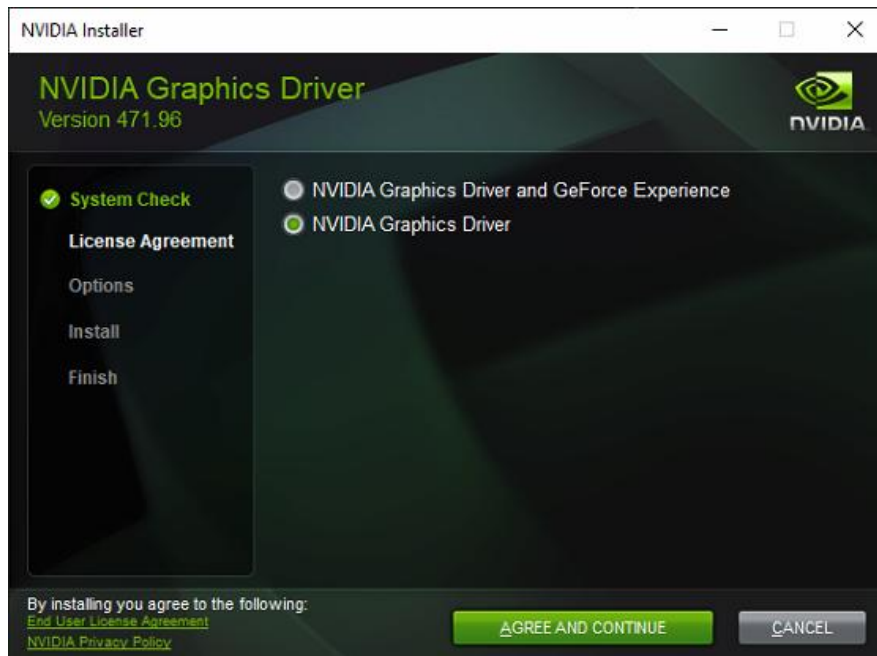 NVIDIA Installer
NVIDIA Graphics Driver
Version 471.96
NVIDIA
System Check
License Agreement
Options
Install
Finish
NVIDIA Graphics Driver and GeForce Experience
NVIDIA Graphics Driver
By installing you agree to the following:
End User License Agreement
NVIDIA Privacy Policy
AGREE AND CONTINUE
CANCEL